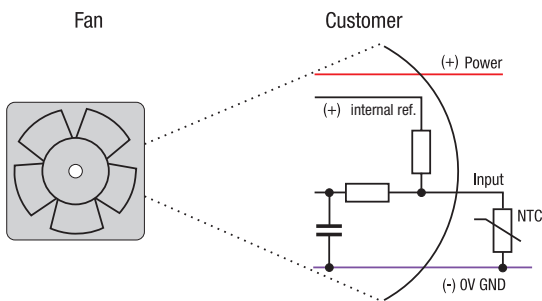 Fan
Customer
(+) Power
(+) internal ref.
Input
NTC
(-) 0V GND